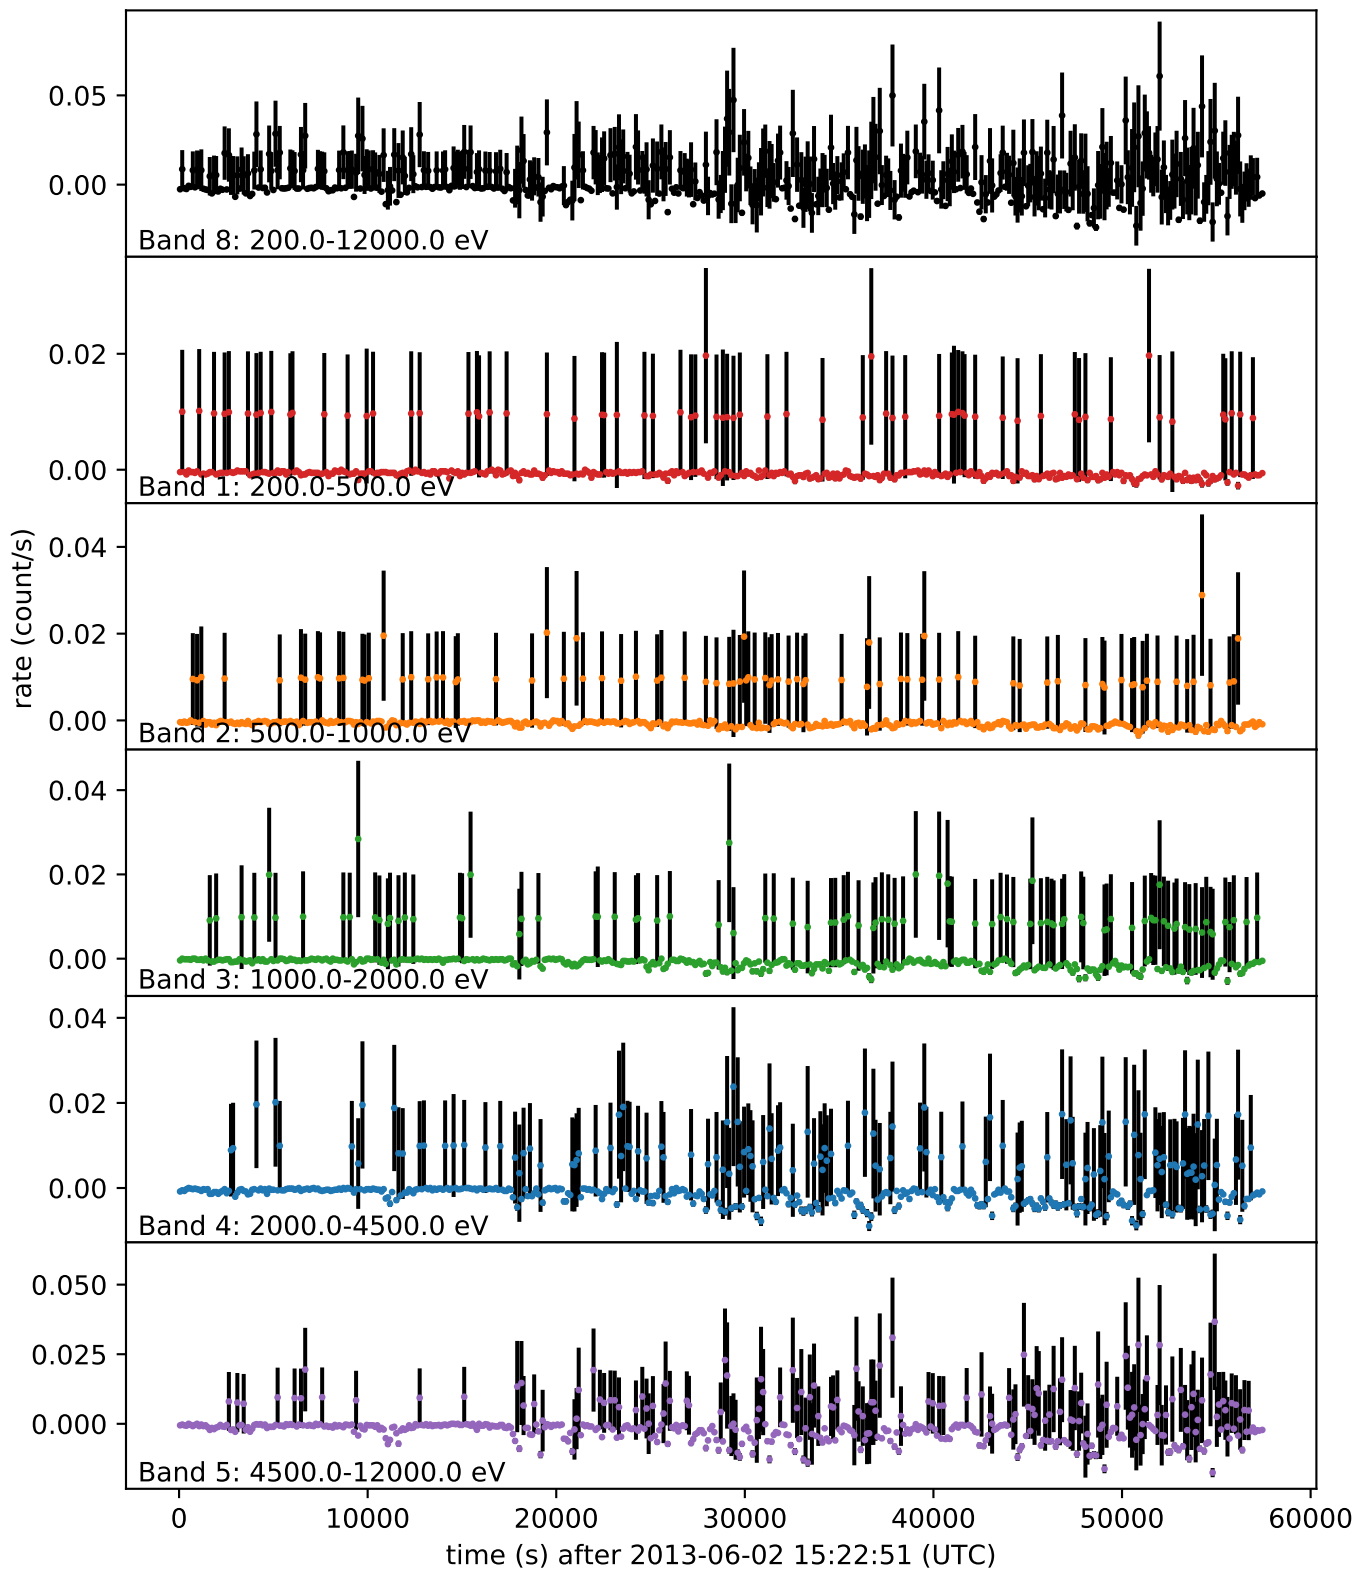 0.05
0.00
Band 8: 200.0-12000.0 eV
0.02
0.00
Band 1: 200.0-500.0 eV
0.04
0.02
0.00
Band 2: 500.0-1000.0 eV
rate (count/s)
0.04
0.02
0.00
Band 3: 1000.0-2000.0 eV
0.04
0.02
0.00
Band 4: 2000.0-4500.0 eV
0.050
0.025
0.000
Band 5: 4500.0-12000.0 eV
0 10000 20000 30000 40000 50000 60000
time (s) after 2013-06-02 15:22:51 (UTC)